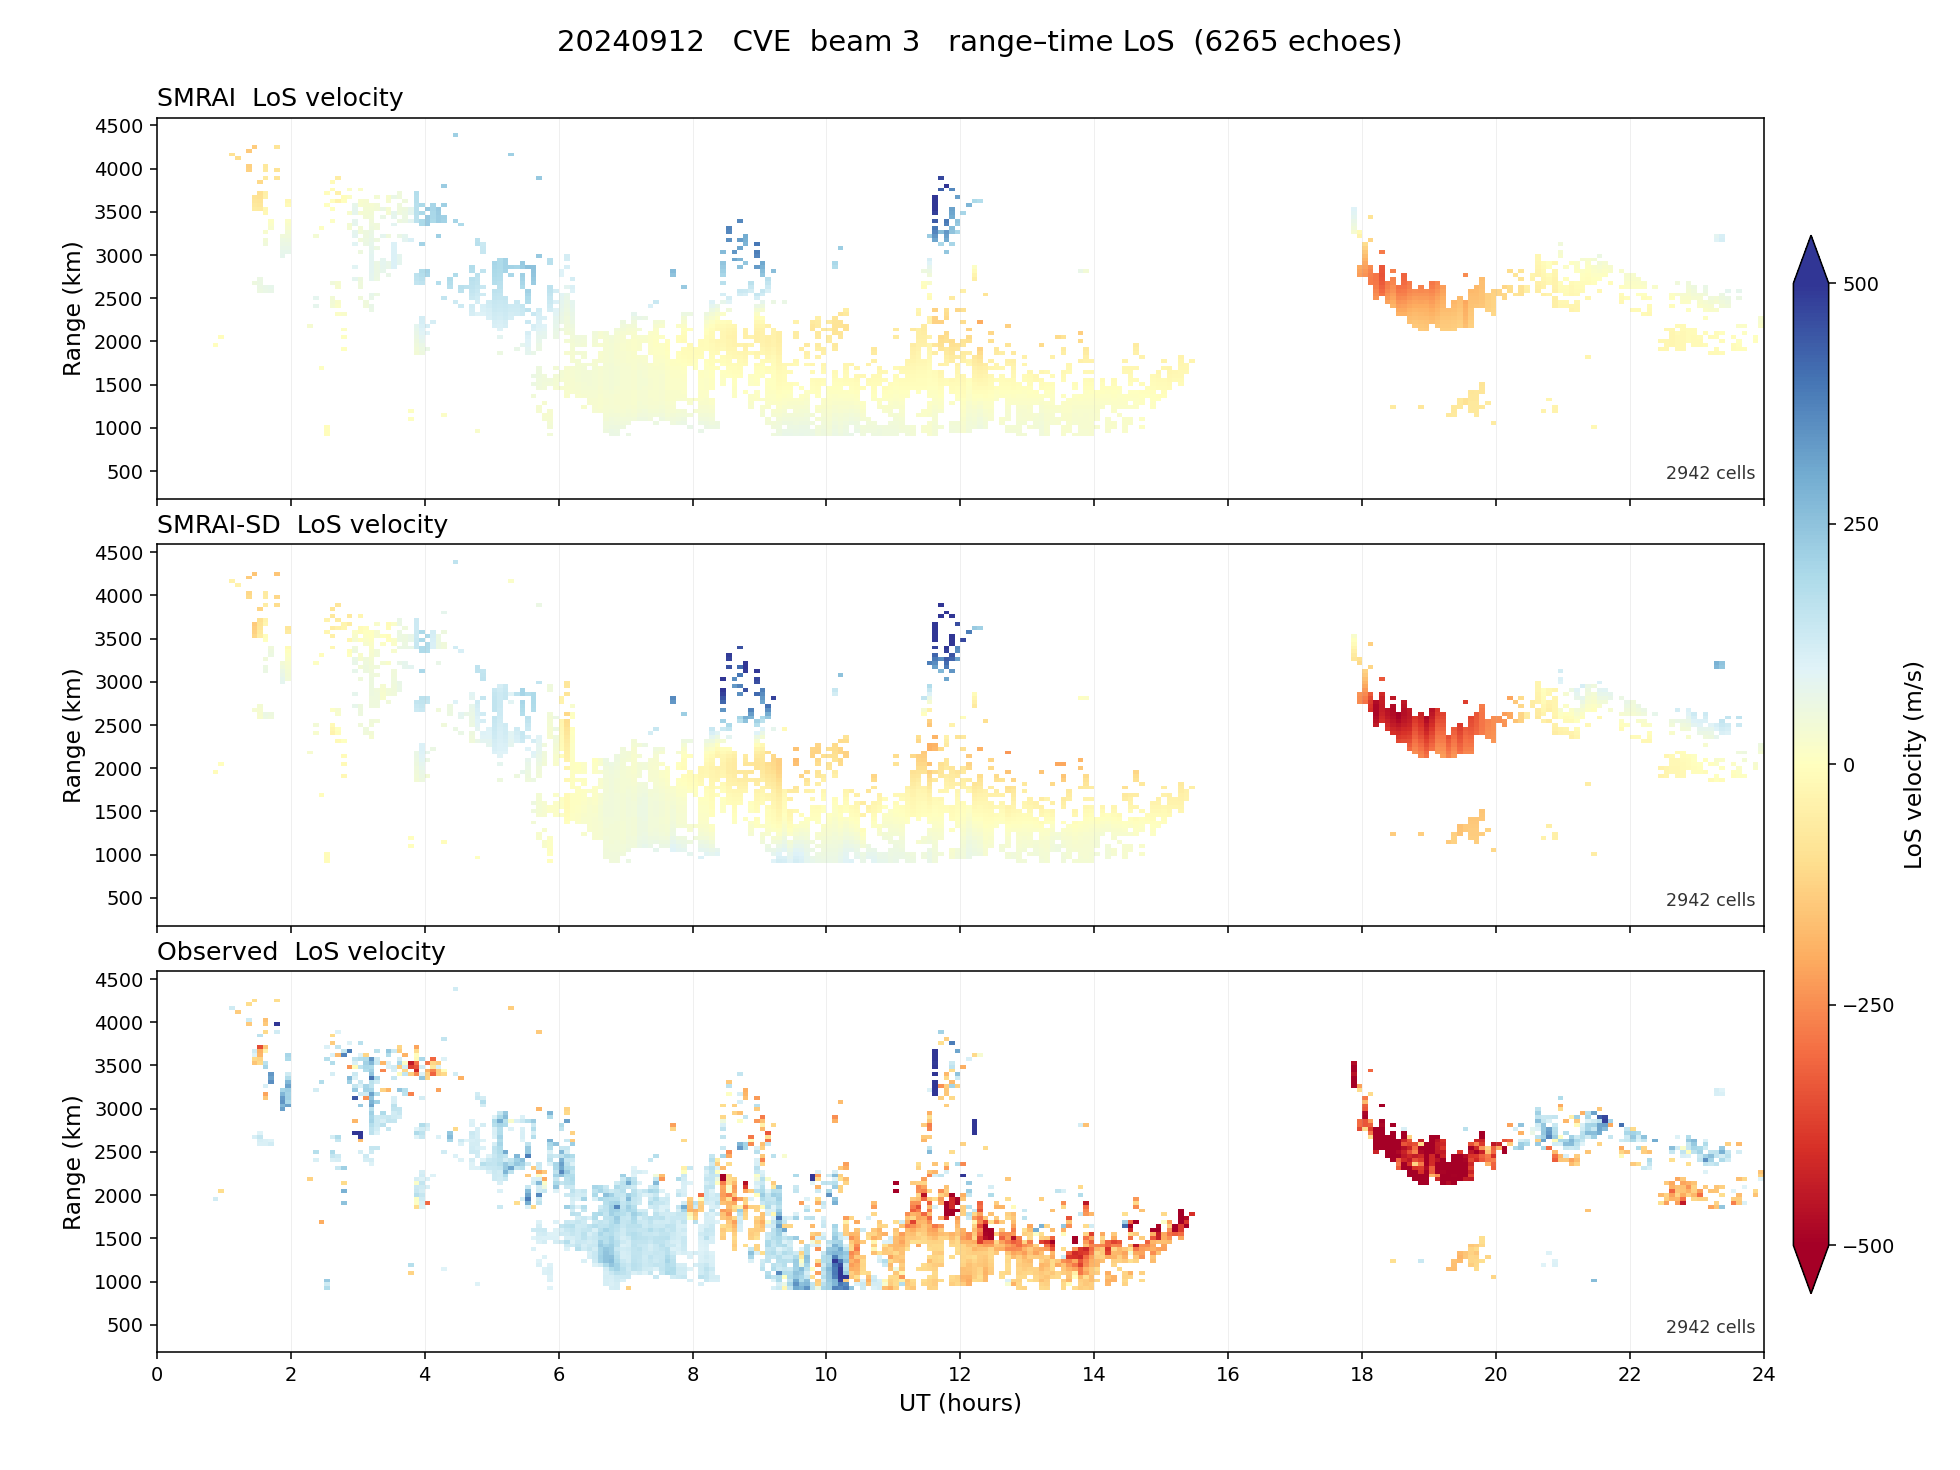 20240912 CVE beam 3 range–time LoS (6265 echoes)
SMRAI LoS velocity
4500
4000
3500
3000
2500
2000
1500
1000
500
Range (km)
2942 cells
SMRAI-SD LoS velocity
4500
4000
3500
3000
2500
2000
1500
1000
500
Range (km)
2942 cells
Observed LoS velocity
4500
4000
3500
3000
2500
2000
1500
1000
500
Range (km)
2942 cells
0 2 4 6 8 10 12 14 16 18 20 22 24
UT (hours)
500
250
0
−250
−500
LoS velocity (m/s)